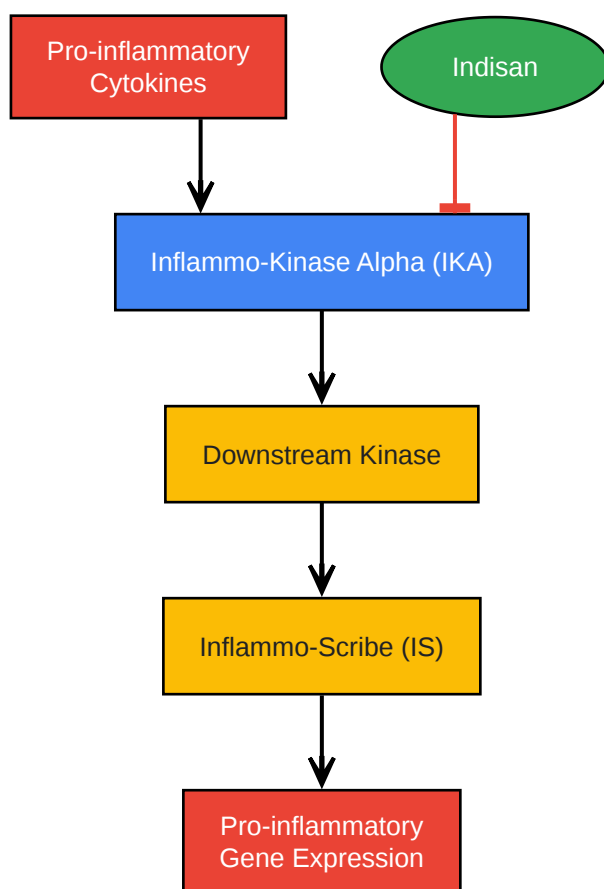 Pro-inflammatory
Cytokines
Indisan
Inflammo-Kinase Alpha (IKA)
Downstream Kinase
Inflammo-Scribe (IS)
Pro-inflammatory
Gene Expression